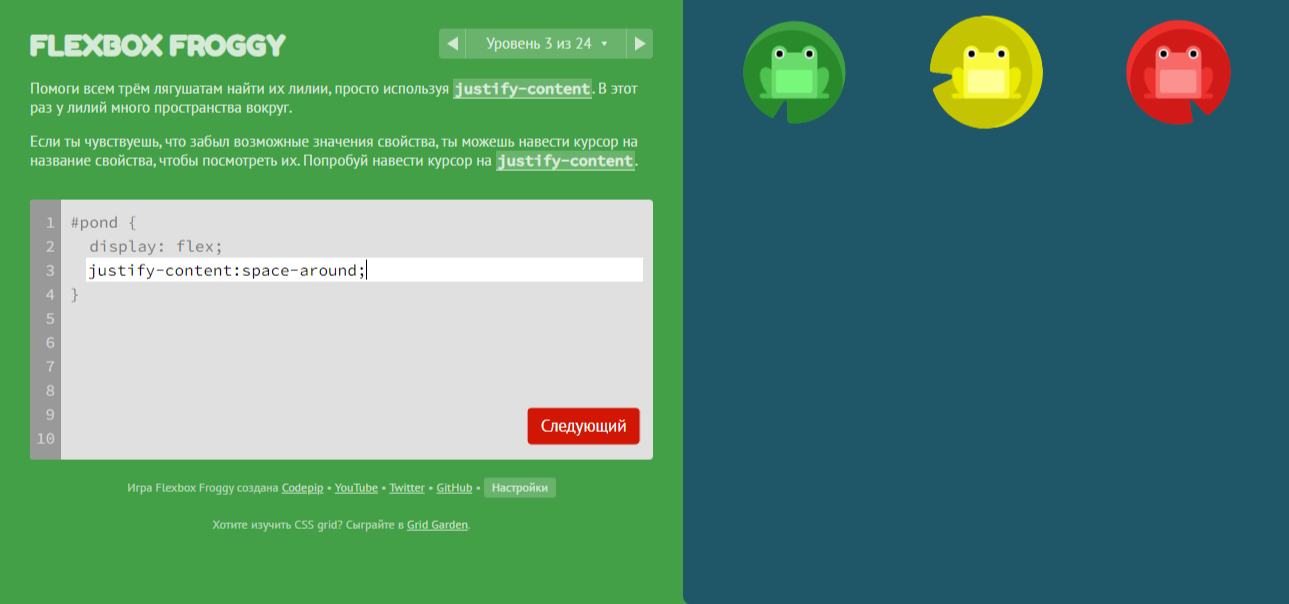 FLEXBOX FROGGY
Уровень 3 из 24
Помоги всем трём лягушатам найти их лилии, просто используя justify-content. В этот
раз у лилий много пространства вокруг.
Если ты чувствуешь, что забыл возможные значения свойства, ты можешь навести курсор на
название свойства, чтобы посмотреть их. Попробуй навести курсор на justify-content.
1 #pond {
2 display: flex;
3 justify-content:space-around;
4 }
5
6
7
8
9
10
Следующий
Игра Flexbox Froggy создана Codepip • YouTube • Twitter • GitHub • Настройки
Хотите изучить CSS grid? Сыграйте в Grid Garden.